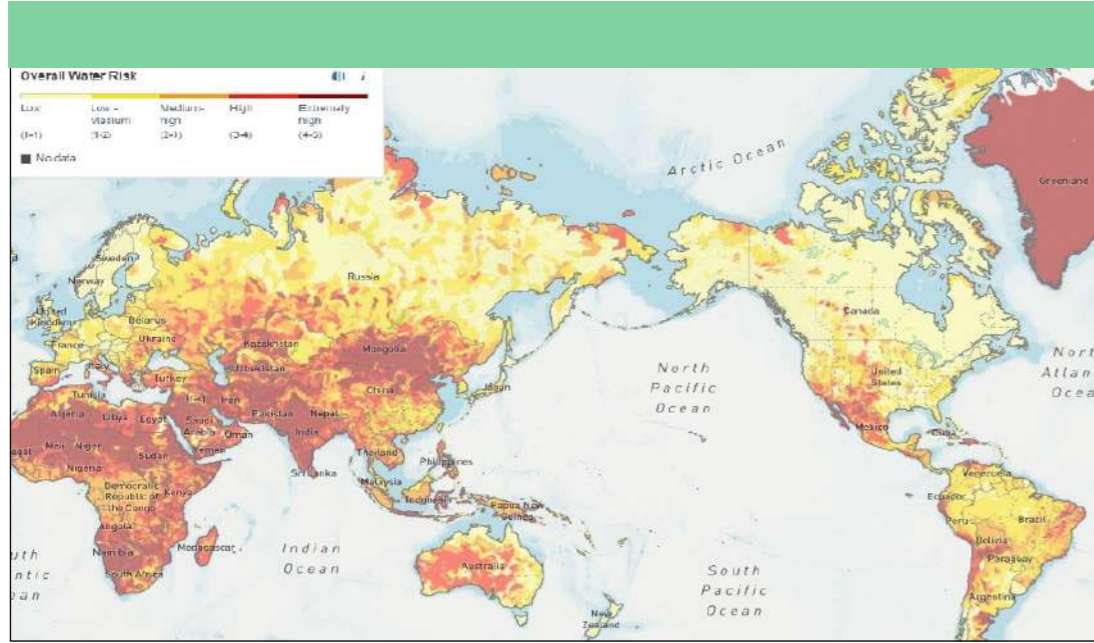 Overall Water Risk
Low
Low -
Medium
Medium-
high
High
Extremely
high
(1-2)
(2-3)
(3-4)
(4-5)
No data
Arctic Ocean
Greenland
Sweden
Norway
Russia
United
Kingdom
Belarus
France
Ukraine
Canada
Kazakhstan
Mongolia
Spain
Italy
Turkey
Uzbekistan
China
Japan
North
Pacific
Ocean
United
States
Tunisia
Algeria
Libya
Egypt
Iraq
Iran
Saudi
Arabia
Pakistan
Nepal
Oman
India
Yemen
Mexico
Cuba
Niger
Sudan
Nigeria
Thailand
Philippines
Sri Lanka
Malaysia
Venezuela
Democratic
Republic of
the Congo
Kenya
Indonesia
Papua New
Guinea
Ecuador
Peru
Brazil
Angola
Bolivia
Namibia
Madagascar
Indian
Ocean
Australia
Paraguay
South Africa
South
Pacific
Ocean
Argentina
New
Zealand